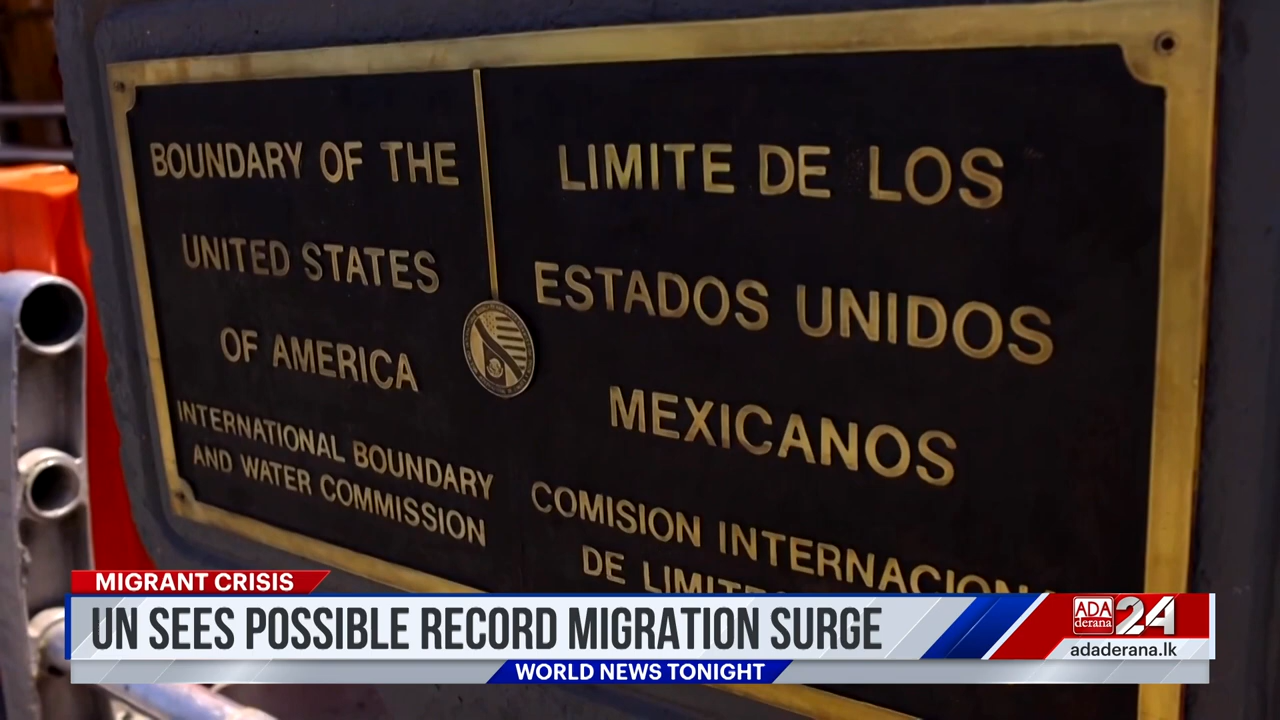 BOUNDARY OF THE
UNITED STATES
OF AMERICA
INTERNATIONAL BOUNDARY
AND WATER COMMISSION
LIMITE DE LOS
ESTADOS UNIDOS
MEXICANOS
COMISION
DE
MIGRANT CRISIS
UN SEES POSSIBLE RECORD MIGRATION SURGE
WORLD NEWS TONIGHT
ADA
derana
24
adaderana.lk